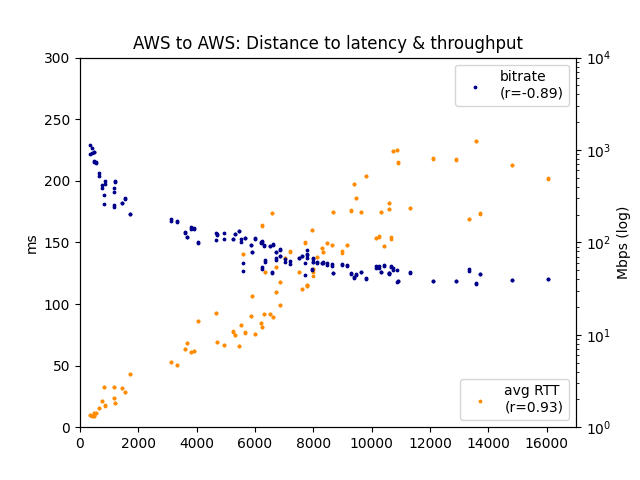 AWS to AWS: Distance to latency & throughput
300
250
200
150
100
50
0
ms
0 2000 4000 6000 8000 10000 12000 14000 16000
10^4
10^3
10^2
10^1
10^0
Mbps (log)
bitrate
(r=-0.89)
avg RTT
(r=0.93)